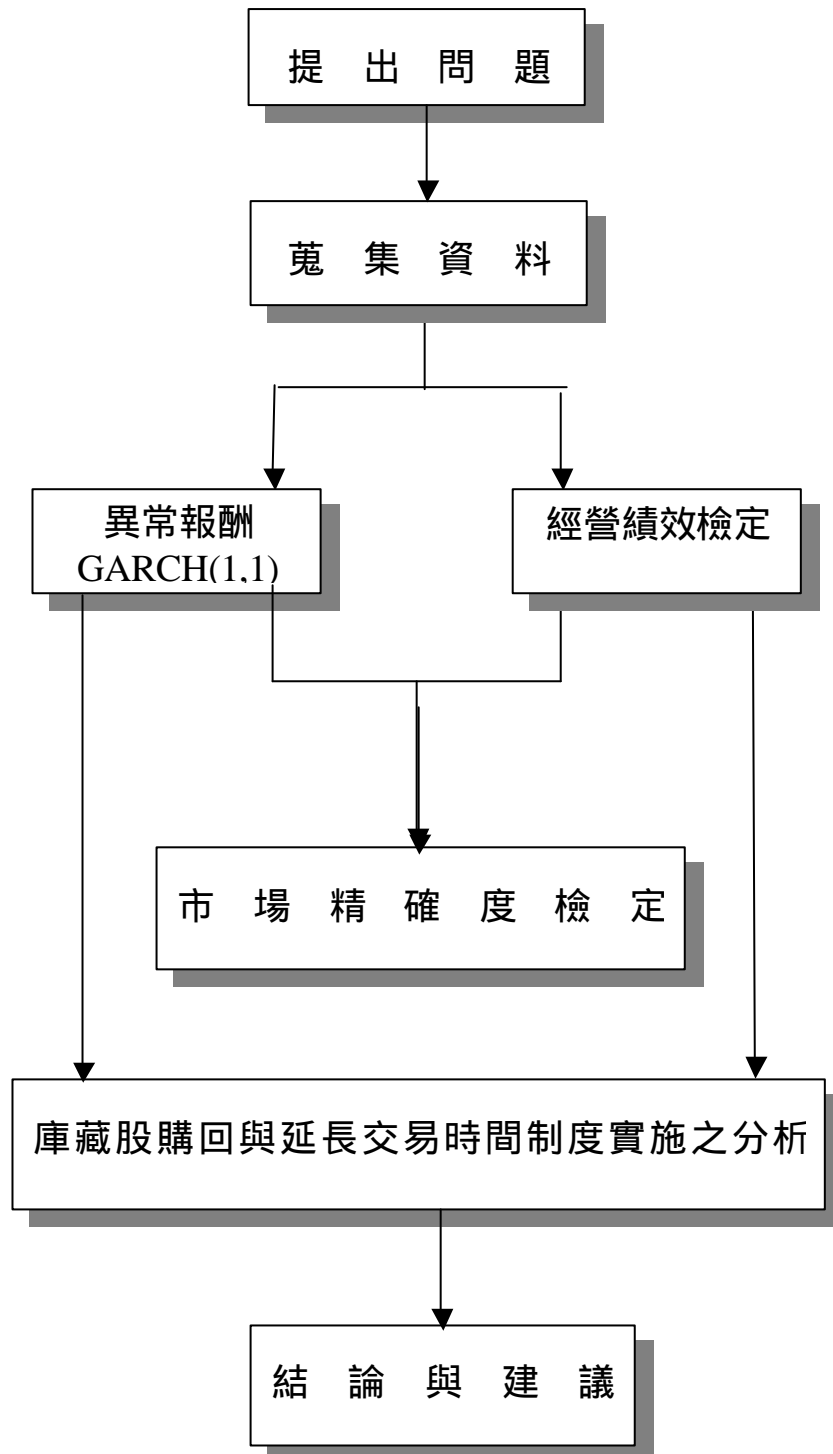 提出問題
蒐集資料
異常報酬
GARCH(1,1)
經營績效檢定
市場精確度檢定
庫藏股購回與延長交易時間制度實施之分析
結論與建議